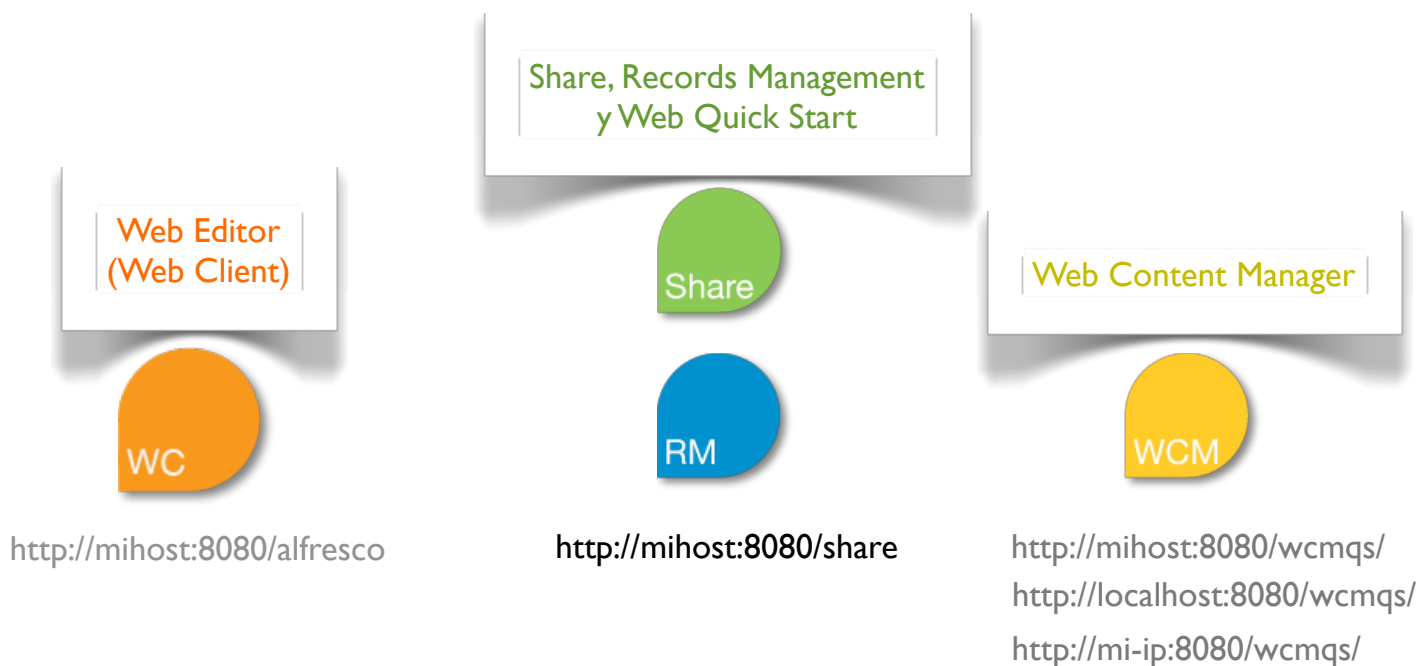 Web Editor
(Web Client)
WC
http://mihost:8080/alfresco
Share, Records Management
y Web Quick Start
Share
RM
http://mihost:8080/share
Web Content Manager
WCM
http://mihost:8080/wcmqs/
http://localhost:8080/wcmqs/
http://mi-ip:8080/wcmqs/